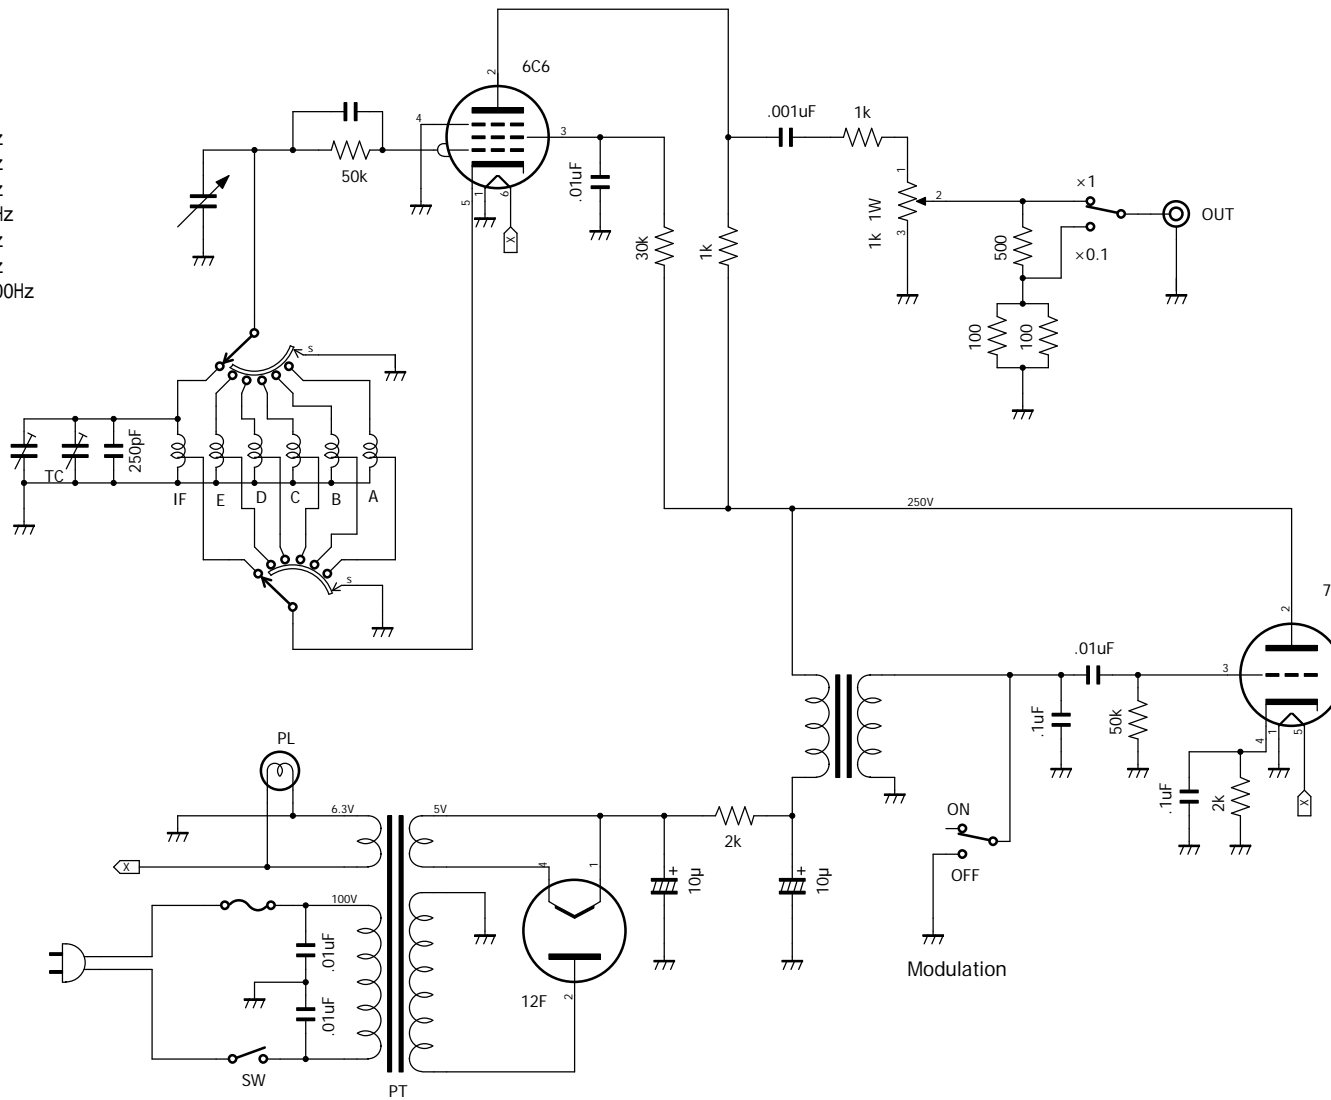 6C6
2
4
3
5
1
6
X
50k
.01uF
30k
1k
.001uF
1k
1
2
3
1k 1W
×1
×0.1
OUT
500
100
100
z
z
z
Hz
z
z
00Hz
s
250pF
TC
IF
E
D
C
B
A
s
250V
7
2
3
4
1
5
X
.01uF
.1uF
50k
.1uF
2k
ON
OFF
Modulation
PL
6.3V
5V
X
100V
.01uF
.01uF
SW
PT
4
1
2
12F
10µ
+
2k
10µ
+